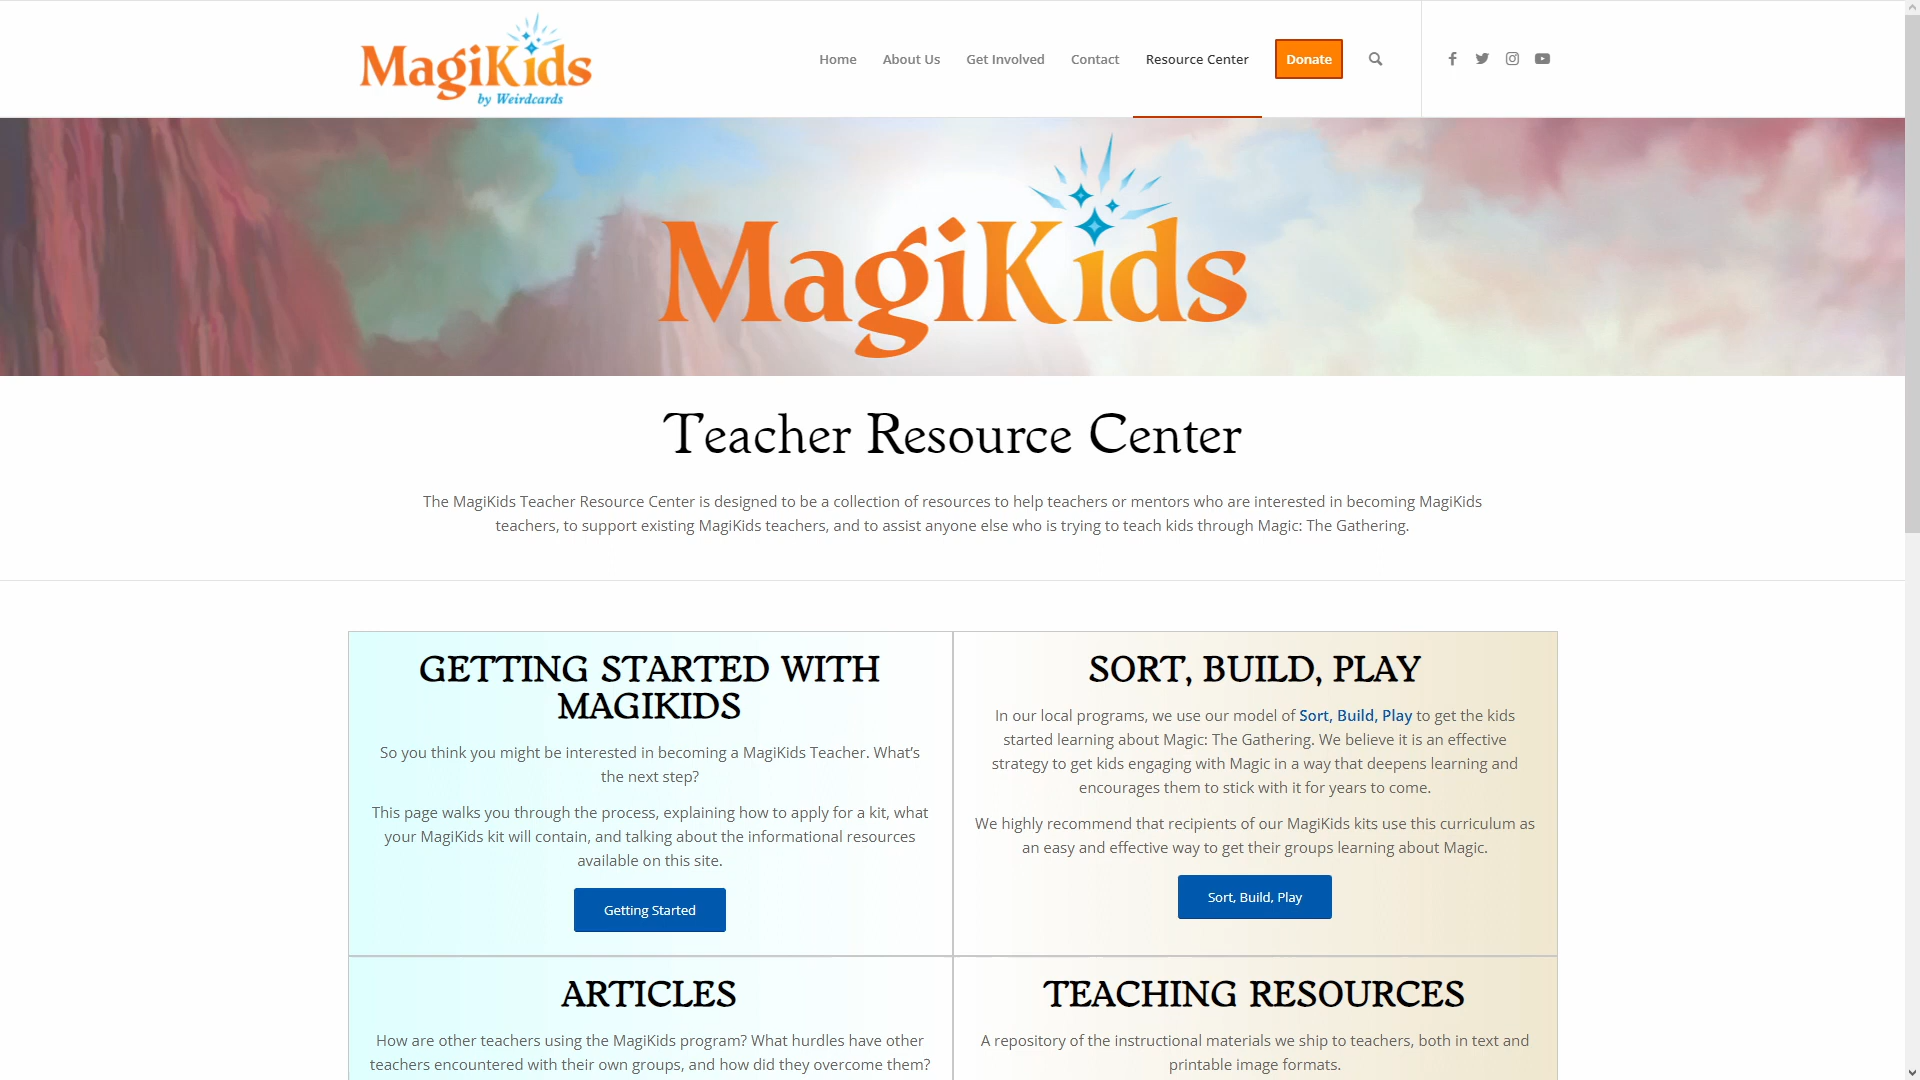 MagiKids
by Weirdcards
Home About Us Get Involved Contact Resource Center Donate
MagiKids
Teacher Resource Center
The MagiKids Teacher Resource Center is designed to be a collection of resources to help teachers or mentors who are interested in becoming MagiKids
teachers, to support existing MagiKids teachers, and to assist anyone else who is trying to teach kids through Magic: The Gathering.
GETTING STARTED WITH
MAGIKIDS
So you think you might be interested in becoming a MagiKids Teacher. What’s
the next step?
This page walks you through the process, explaining how to apply for a kit, what
your MagiKids kit will contain, and talking about the informational resources
available on this site.
Getting Started
SORT, BUILD, PLAY
In our local programs, we use our model of Sort, Build, Play to get the kids
started learning about Magic: The Gathering. We believe it is an effective
strategy to get kids engaging with Magic in a way that deepens learning and
encourages them to stick with it for years to come.
We highly recommend that recipients of our MagiKids kits use this curriculum as
an easy and effective way to get their groups learning about Magic.
Sort, Build, Play
ARTICLES
How are other teachers using the MagiKids program? What hurdles have other
teachers encountered with their own groups, and how did they overcome them?
TEACHING RESOURCES
A repository of the instructional materials we ship to teachers, both in text and
printable image formats.